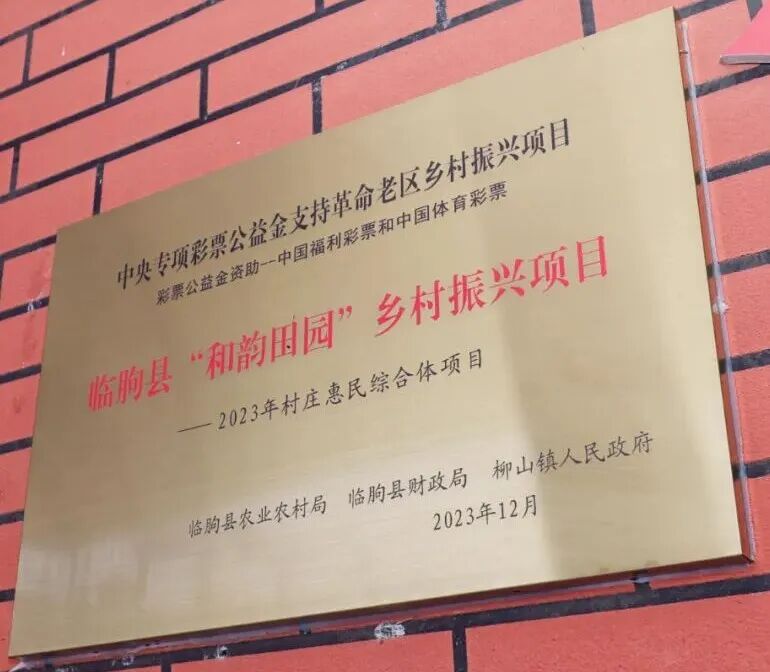 中央专项彩票公益金支持革命老区乡村振兴项目
彩票公益金资助--中国福利彩票和中国体育彩票
临朐县“和韵田园”乡村振兴项目
——2023年村庄惠民综合体项目
临朐县农业农村局 临朐县财政局 柳山镇人民政府
2023年12月